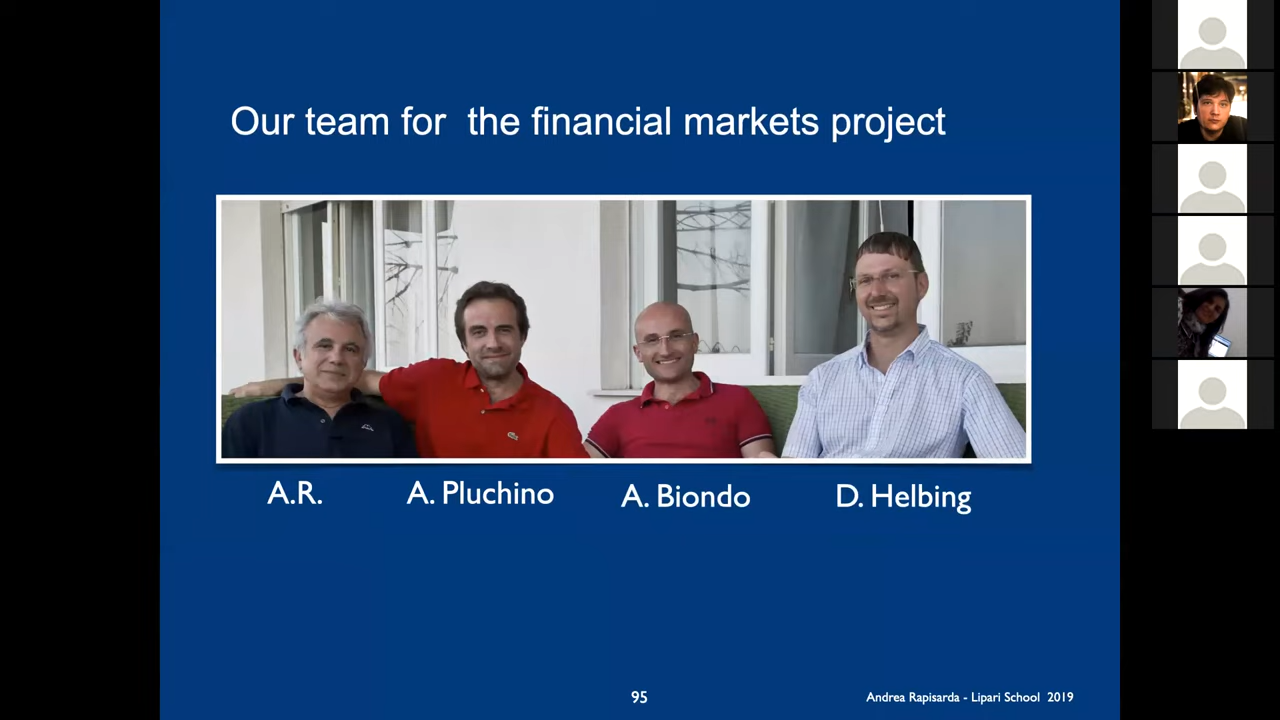 Our team for the financial markets project
A.R. A. Pluchino A. Biondo D. Helbing
95 Andrea Rapisarda - Lipari School 2019